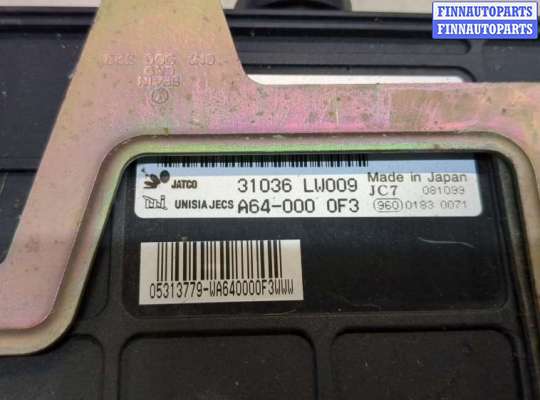 FINNAUTOPARTS
FINNAUTOPARTS
FINNAUTOPARTS
JATCO 31036 LW009 Made in Japan
JC7 081099
UNISIA JECS A64-000 0F3 960 0183 0071
05313779-WA640000F3WWW